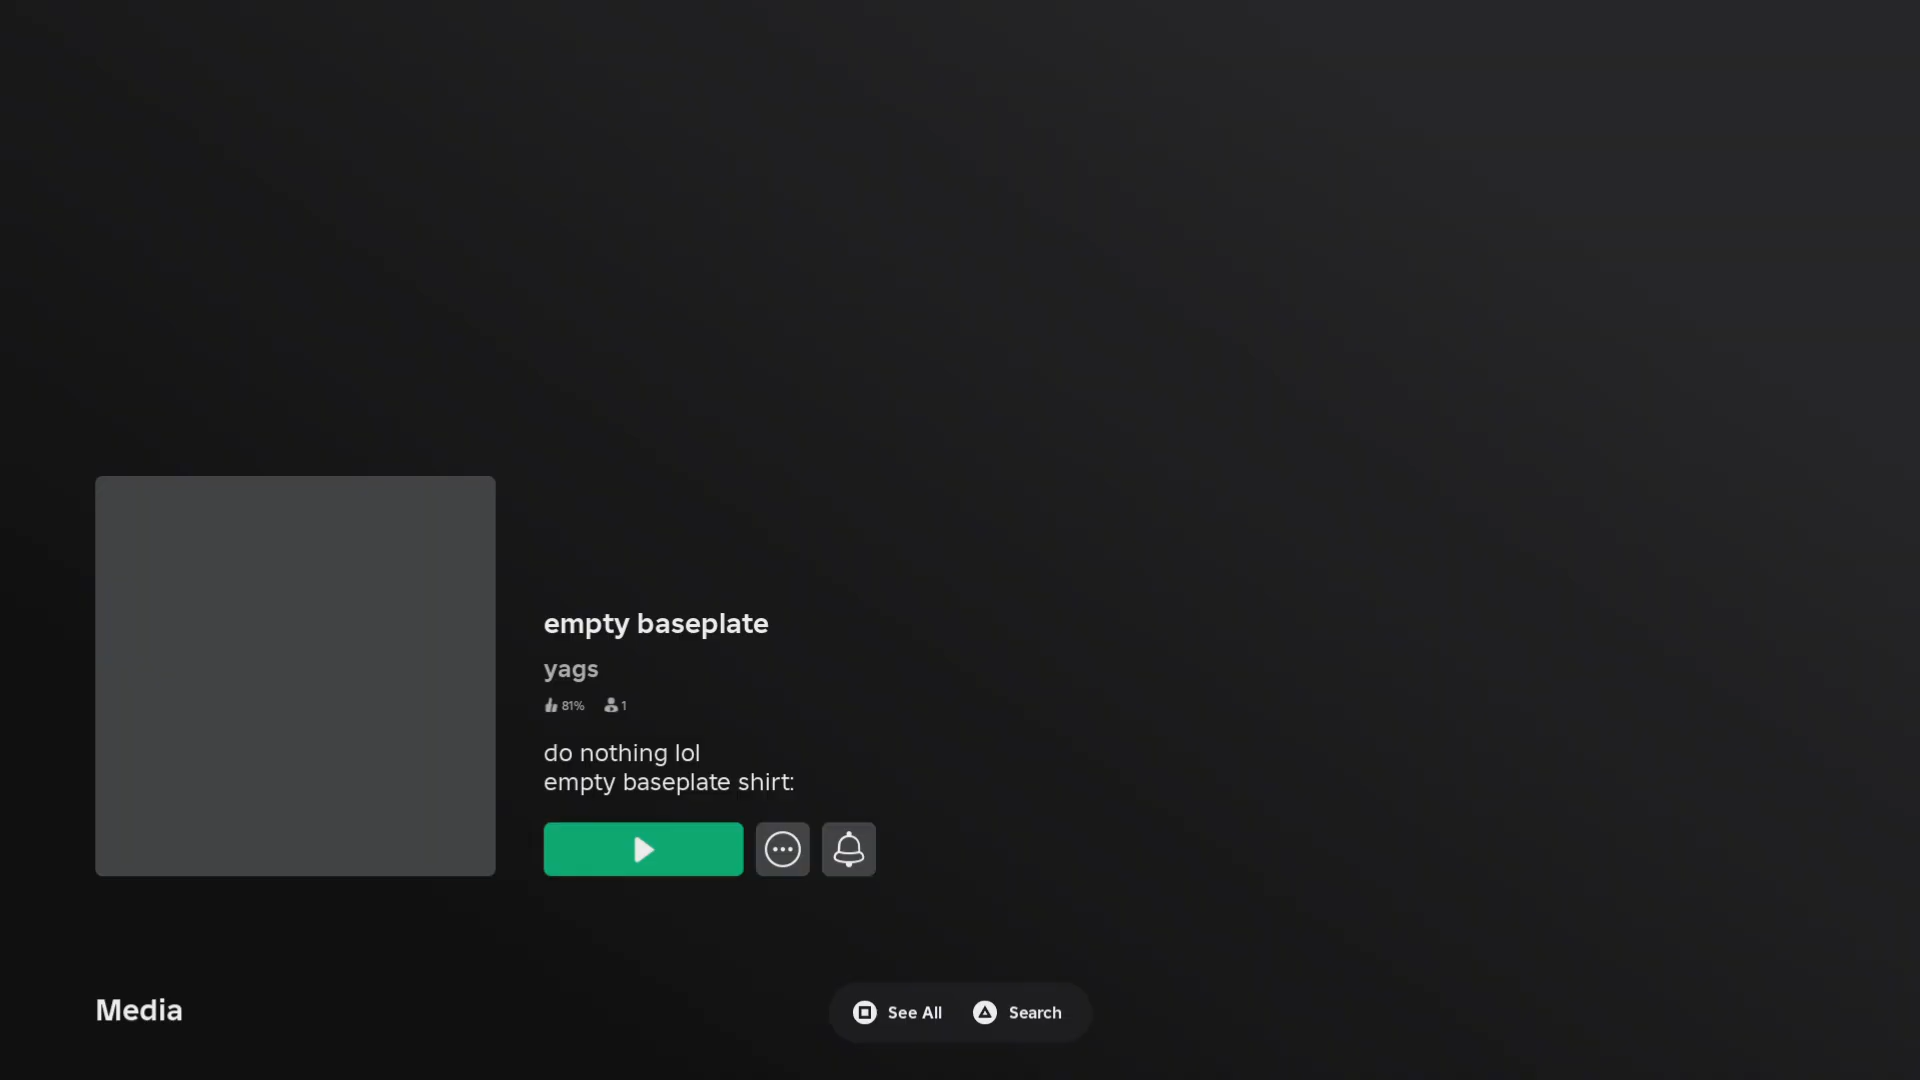 empty baseplate
yags
81% 1
do nothing lol
empty baseplate shirt:
Media
See All Search